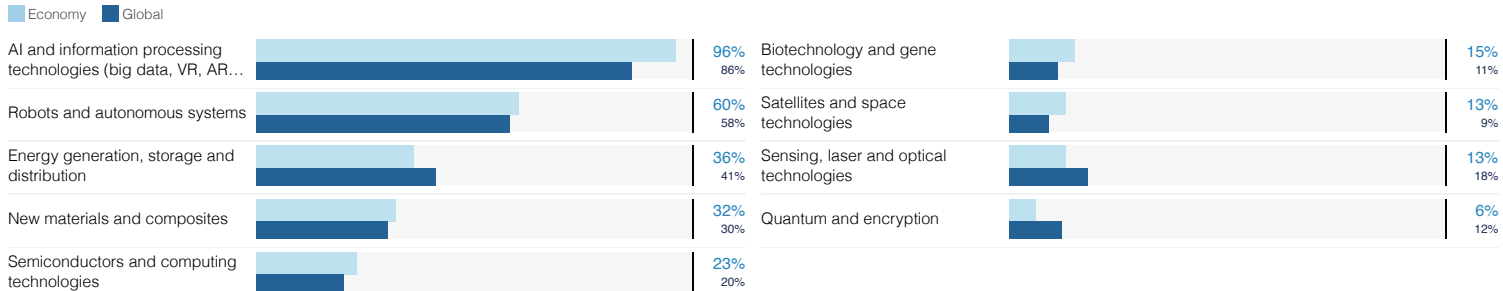 Economy Global
AI and information processing
technologies (big data, VR, AR…
96%
86%
Robots and autonomous systems
60%
58%
Energy generation, storage and
distribution
36%
41%
New materials and composites
32%
30%
Semiconductors and computing
technologies
23%
20%
Biotechnology and gene
technologies
15%
11%
Satellites and space
technologies
13%
9%
Sensing, laser and optical
technologies
13%
18%
Quantum and encryption
6%
12%